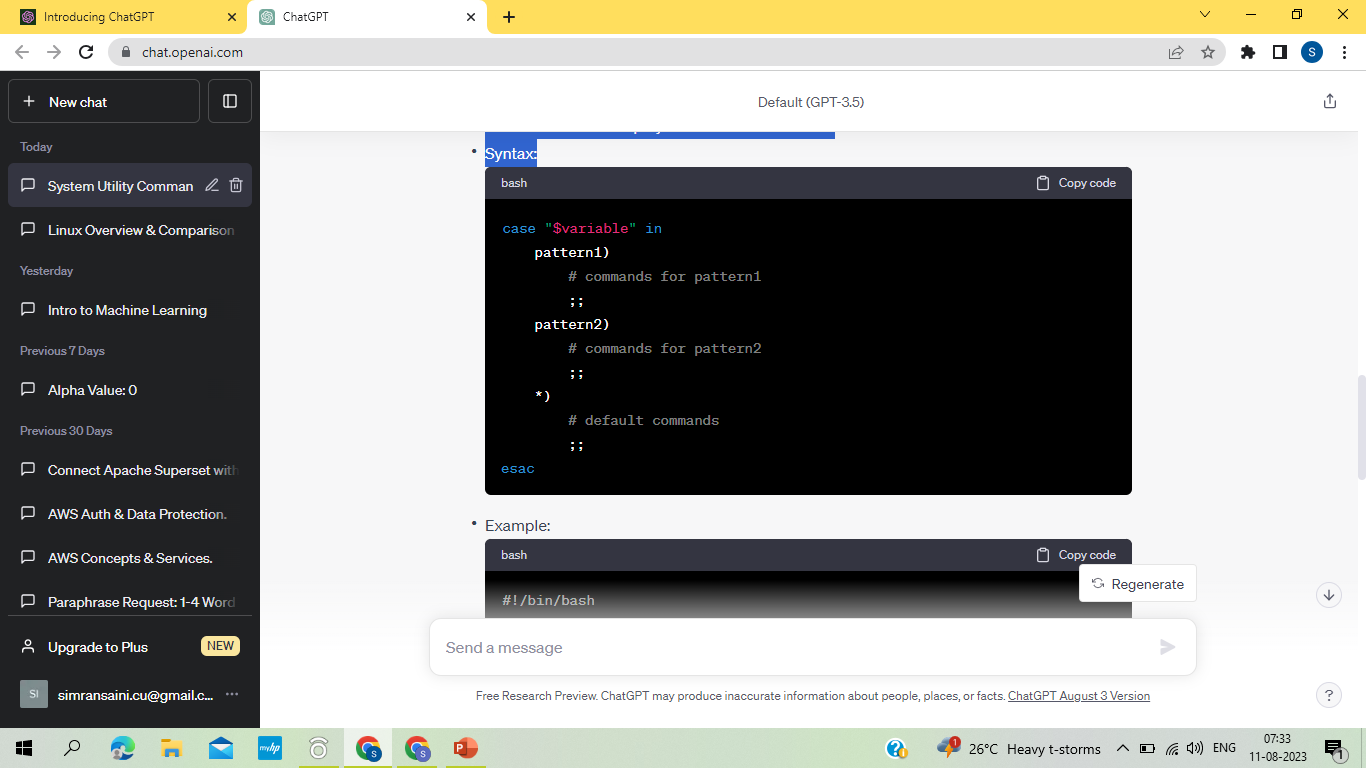 Introducing ChatGPT
ChatGPT
chat.openai.com
S
New chat
Today
System Utility Comman
Linux Overview & Comparison
Yesterday
Intro to Machine Learning
Previous 7 Days
Alpha Value: 0
Previous 30 Days
Connect Apache Superset with
AWS Auth & Data Protection.
AWS Concepts & Services.
Paraphrase Request: 1-4 Word
Upgrade to Plus NEW
SI simransaini.cu@gmail.c...
Default (GPT-3.5)
• Syntax:
bash Copy code
case "$variable" in
pattern1)
# commands for pattern1
;;
pattern2)
# commands for pattern2
;;
*)
# default commands
;;
esac
• Example:
bash Copy code
#!/bin/bash
Regenerate
Send a message
Free Research Preview. ChatGPT may produce inaccurate information about people, places, or facts. ChatGPT August 3 Version
?
myhp
S
S
P
?
1
26°C Heavy t-storms
ENG
07:33
11-08-2023
1